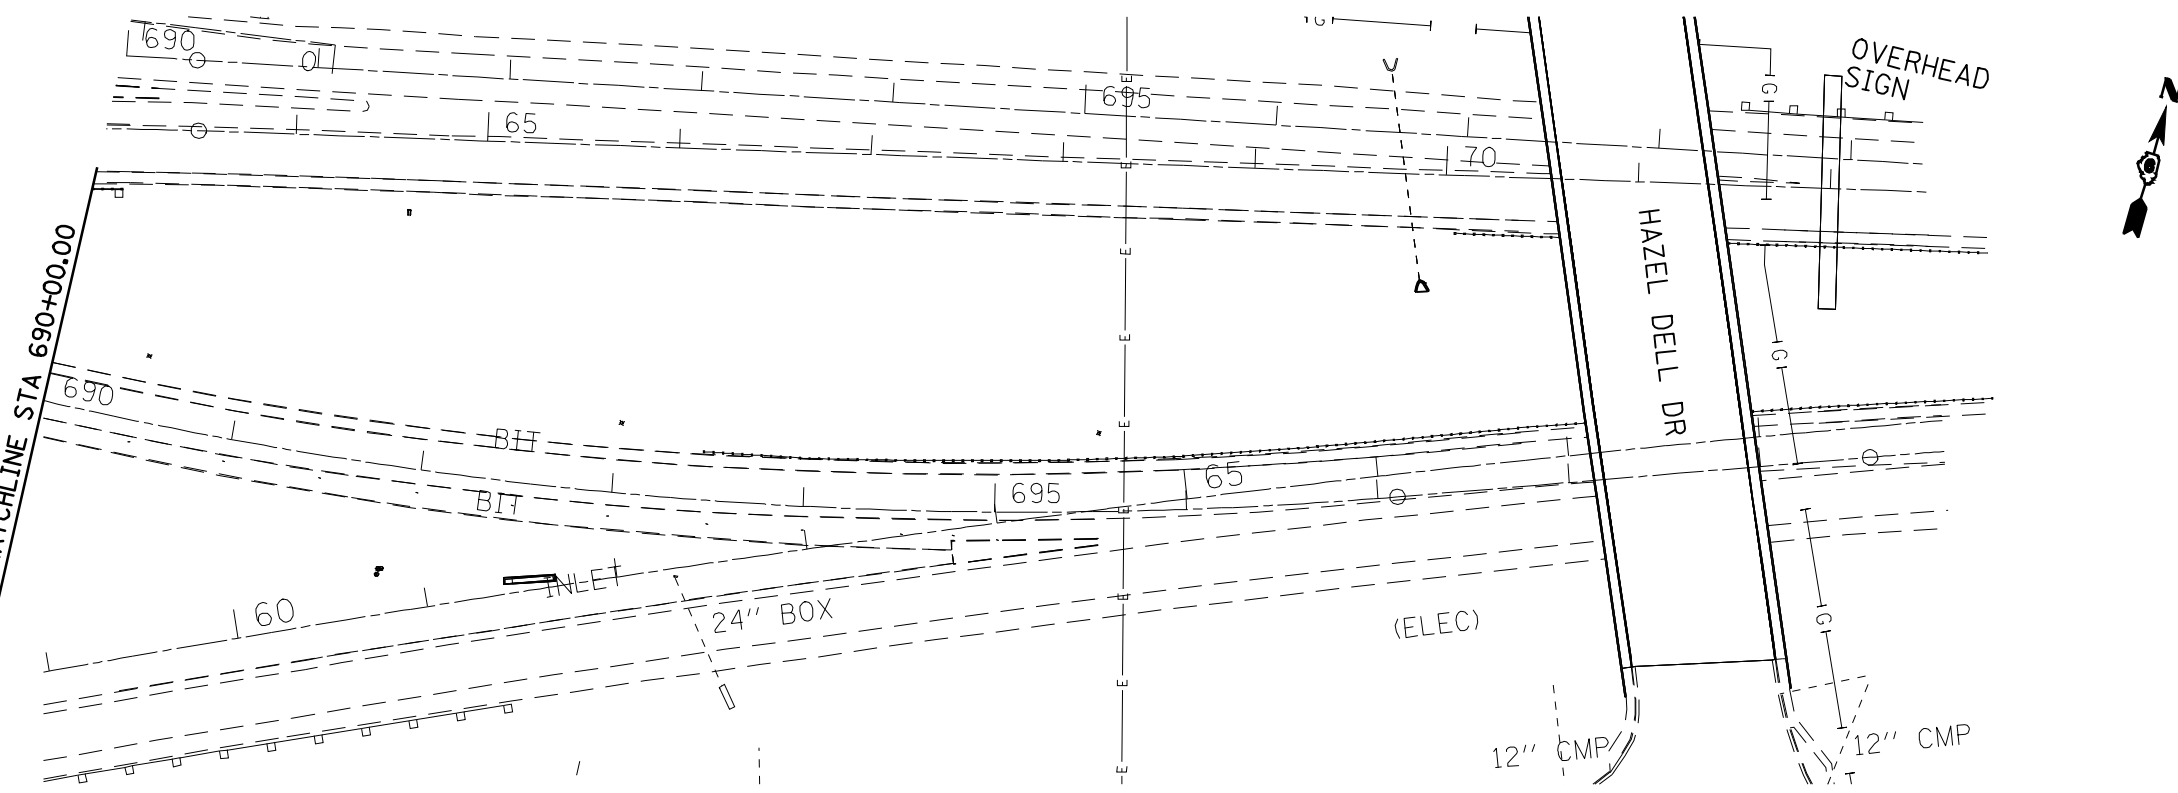 690
0
G
695
G
OVERHEAD
SIGN
N
65
70
E
E
E
HAZEL DELL DR
E
G
MATCHLINE STA 690+00.00
690
BIT
E
BIT
695
65
E
INLET
60
24" BOX
E
(ELEC)
G
E
12" CMP
12" CMP
E